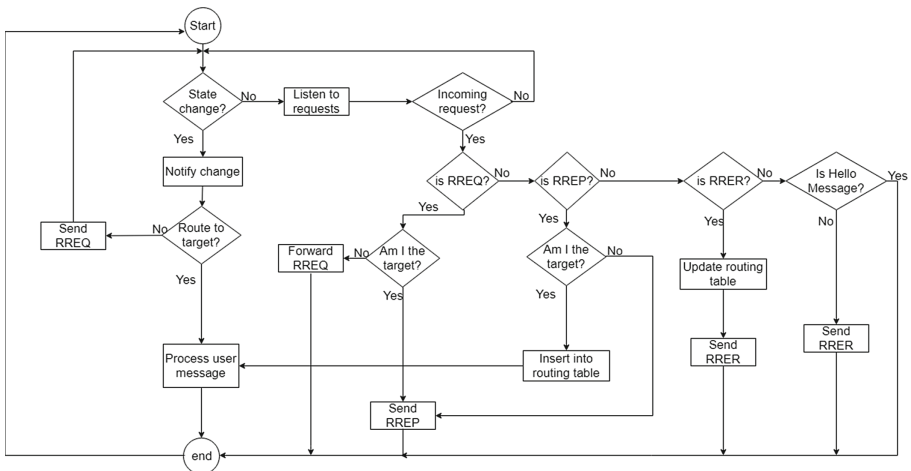 Start
State
change?
No
Listen to
requests
Incoming
request?
No
Yes
Yes
Notify change
is RREQ?
No
is RREP?
No
is RRER?
No
Is Hello
Message?
Yes
Yes
Yes
Yes
No
Send
RREQ
No
Route to
target?
Forward
RREQ
No
Am I the
target?
Am I the
target?
No
Update routing
table
Yes
Yes
Yes
Process user
message
Insert into
routing table
Send
RRER
Send
RRER
Send
RREP
end